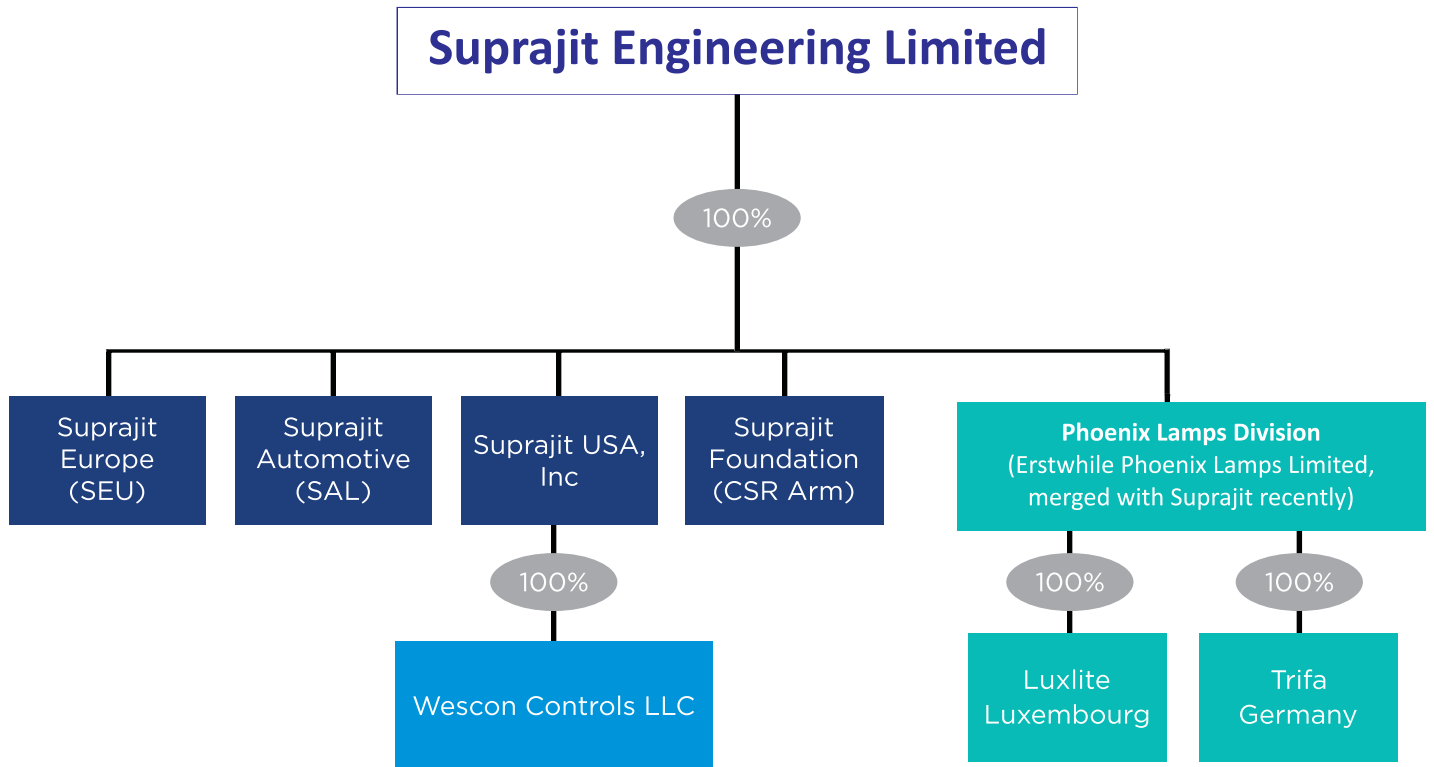 Suprajit Engineering Limited
100%
Suprajit
Europe
(SEU)
Suprajit
Automotive
(SAL)
Suprajit USA,
Inc
Suprajit
Foundation
(CSR Arm)
Phoenix Lamps Division
(Erstwhile Phoenix Lamps Limited,
merged with Suprajit recently)
100%
100%
100%
Wescon Controls LLC
Luxlite
Luxembourg
Trifa
Germany